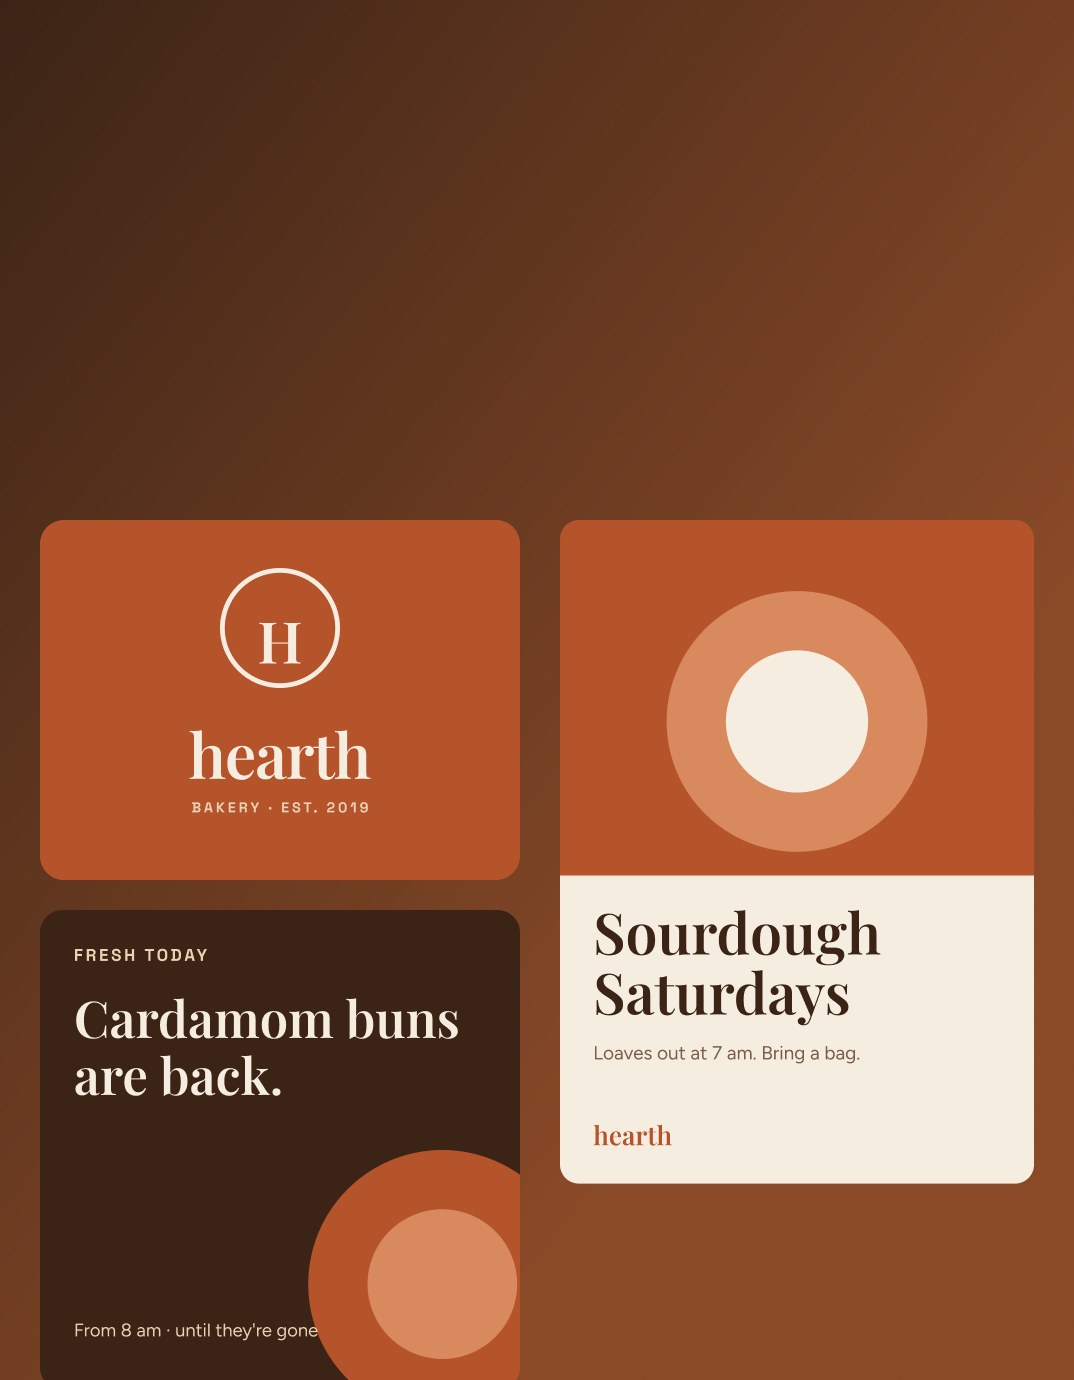 H
hearth
BAKERY · EST. 2019
FRESH TODAY
Cardamom buns
are back.
From 8 am · until they're gone
Sourdough
Saturdays
Loaves out at 7 am. Bring a bag.
hearth